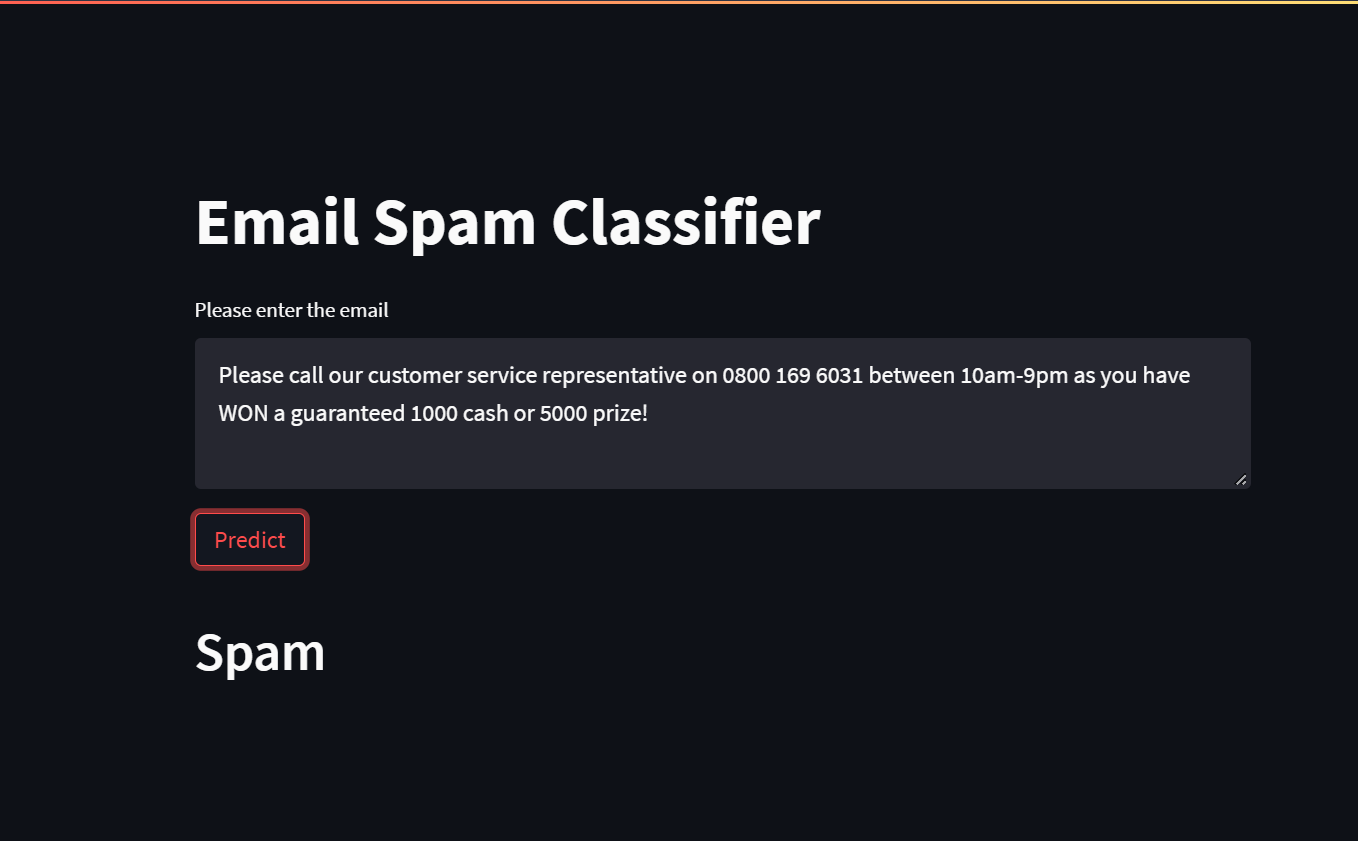 Email Spam Classifier
Please enter the email
Please call our customer service representative on 0800 169 6031 between 10am-9pm as you have
WON a guaranteed 1000 cash or 5000 prize!
Predict
Spam